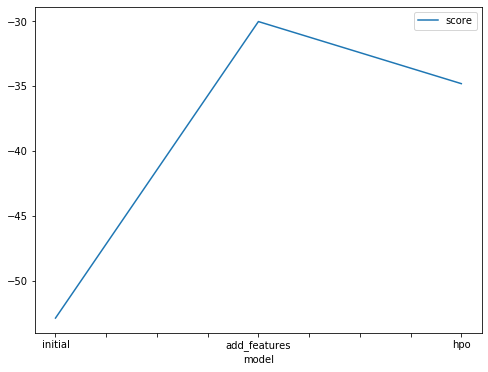 score
−30
−35
−40
−45
−50
initial
add_features
hpo
model